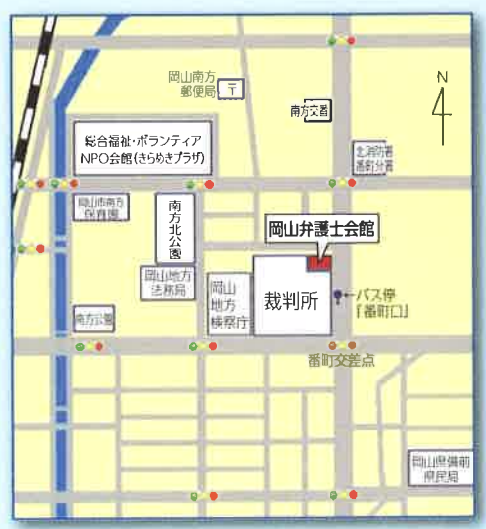 岡山南方
郵便局
〒
N
南方交番
総合福祉・ボランティア
NPO会館(きらめきプラザ)
北消防署
番町分署
岡山市南方
保育園
南方北公園
岡山弁護士会館
岡山地方
法務局
岡山
地方
検察庁
裁判所
←バス停
「番町口」
南方公園
番町交差点
岡山県備前
県民局